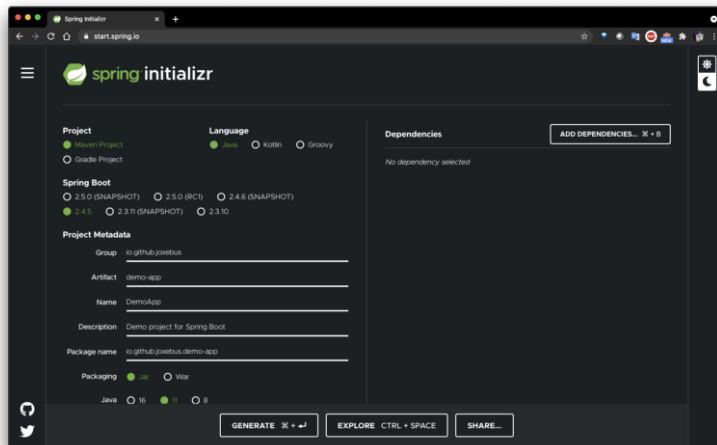 Spring Initializr
start.spring.io
spring initializr
Project
Maven Project
Gradle Project
Language
Java Kotlin Groovy
Spring Boot
2.5.0 (SNAPSHOT) 2.5.0 (RC1) 2.4.6 (SNAPSHOT)
2.4.5 2.3.11 (SNAPSHOT) 2.3.10
Project Metadata
Group io.github.joxebus
Artifact demo-app
Name DemoApp
Description Demo project for Spring Boot
Package name io.github.joxebus.demo-app
Packaging Jar War
Java 16 11 8
Dependencies
ADD DEPENDENCIES... ⌘ + B
No dependency selected
GENERATE ⌘ + ↵
EXPLORE CTRL + SPACE
SHARE...